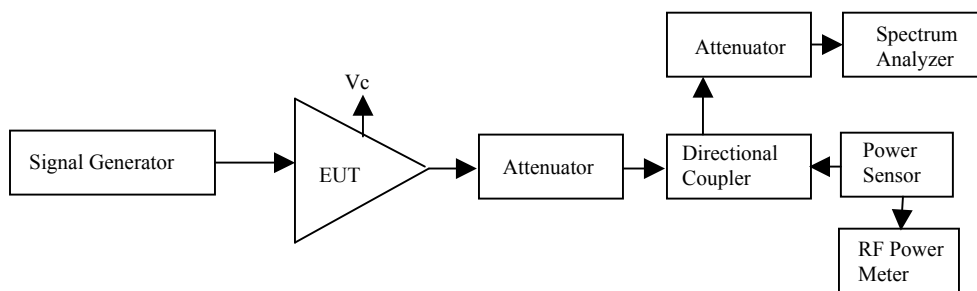 Attenuator
Spectrum
Analyzer
Vc
Signal Generator
EUT
Attenuator
Directional
Coupler
Power
Sensor
RF Power
Meter